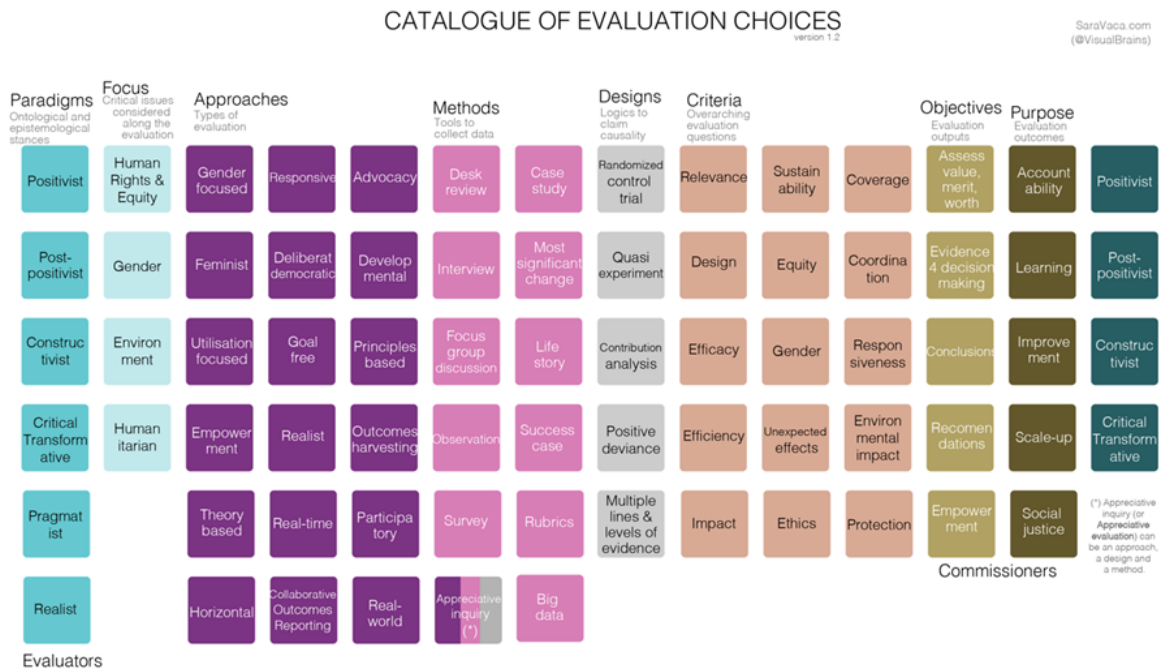 CATALOGUE OF EVALUATION CHOICES
version 1.2
SaraVaca.com
(@VisualBrains)
Paradigms
Ontological and
epistemological
stances
Focus
Critical issues
considered
along the
evaluation
Approaches
Types of
evaluation
Methods
Tools to
collect data
Designs
Logics to
claim
causality
Criteria
Overarching
evaluation
questions
Objectives
Evaluation
outputs
Purpose
Evaluation
outcomes
Positivist
Human
Rights &
Equity
Gender
focused
Responsive
Advocacy
Desk
review
Case
study
Randomized
control
trial
Relevance
Sustain
ability
Coverage
Assess
value,
merit,
worth
Account
ability
Positivist
Post-
positivist
Gender
Feminist
Deliberat
democratic
Develop
mental
Interview
Most
significant
change
Quasi
experiment
Design
Equity
Coordina
tion
Evidence
4 decision
making
Learning
Post-
positivist
Construc
tivist
Environ
ment
Utilisation
focused
Goal
free
Principles
based
Focus
group
discussion
Life
story
Contribution
analysis
Efficacy
Gender
Respon
siveness
Conclusions
Improve
ment
Construc
tivist
Critical
Transform
ative
Human
itarian
Empower
ment
Realist
Outcomes
harvesting
Observation
Success
case
Positive
deviance
Efficiency
Unexpected
effects
Environ
mental
impact
Recomen
dations
Scale-up
Critical
Transform
ative
Pragmat
ist
Theory
based
Real-time
Participa
tory
Survey
Rubrics
Multiple
lines &
levels of
evidence
Impact
Ethics
Protection
Empower
ment
Social
justice
(*) Appreciative
inquiry (or
Appreciative
evaluation) can
be an approach,
a design and
a method.
Realist
Horizontal
Collaborative
Outcomes
Reporting
Real-
world
Appreciative
inquiry
(*)
Big
data
Commissioners
Evaluators